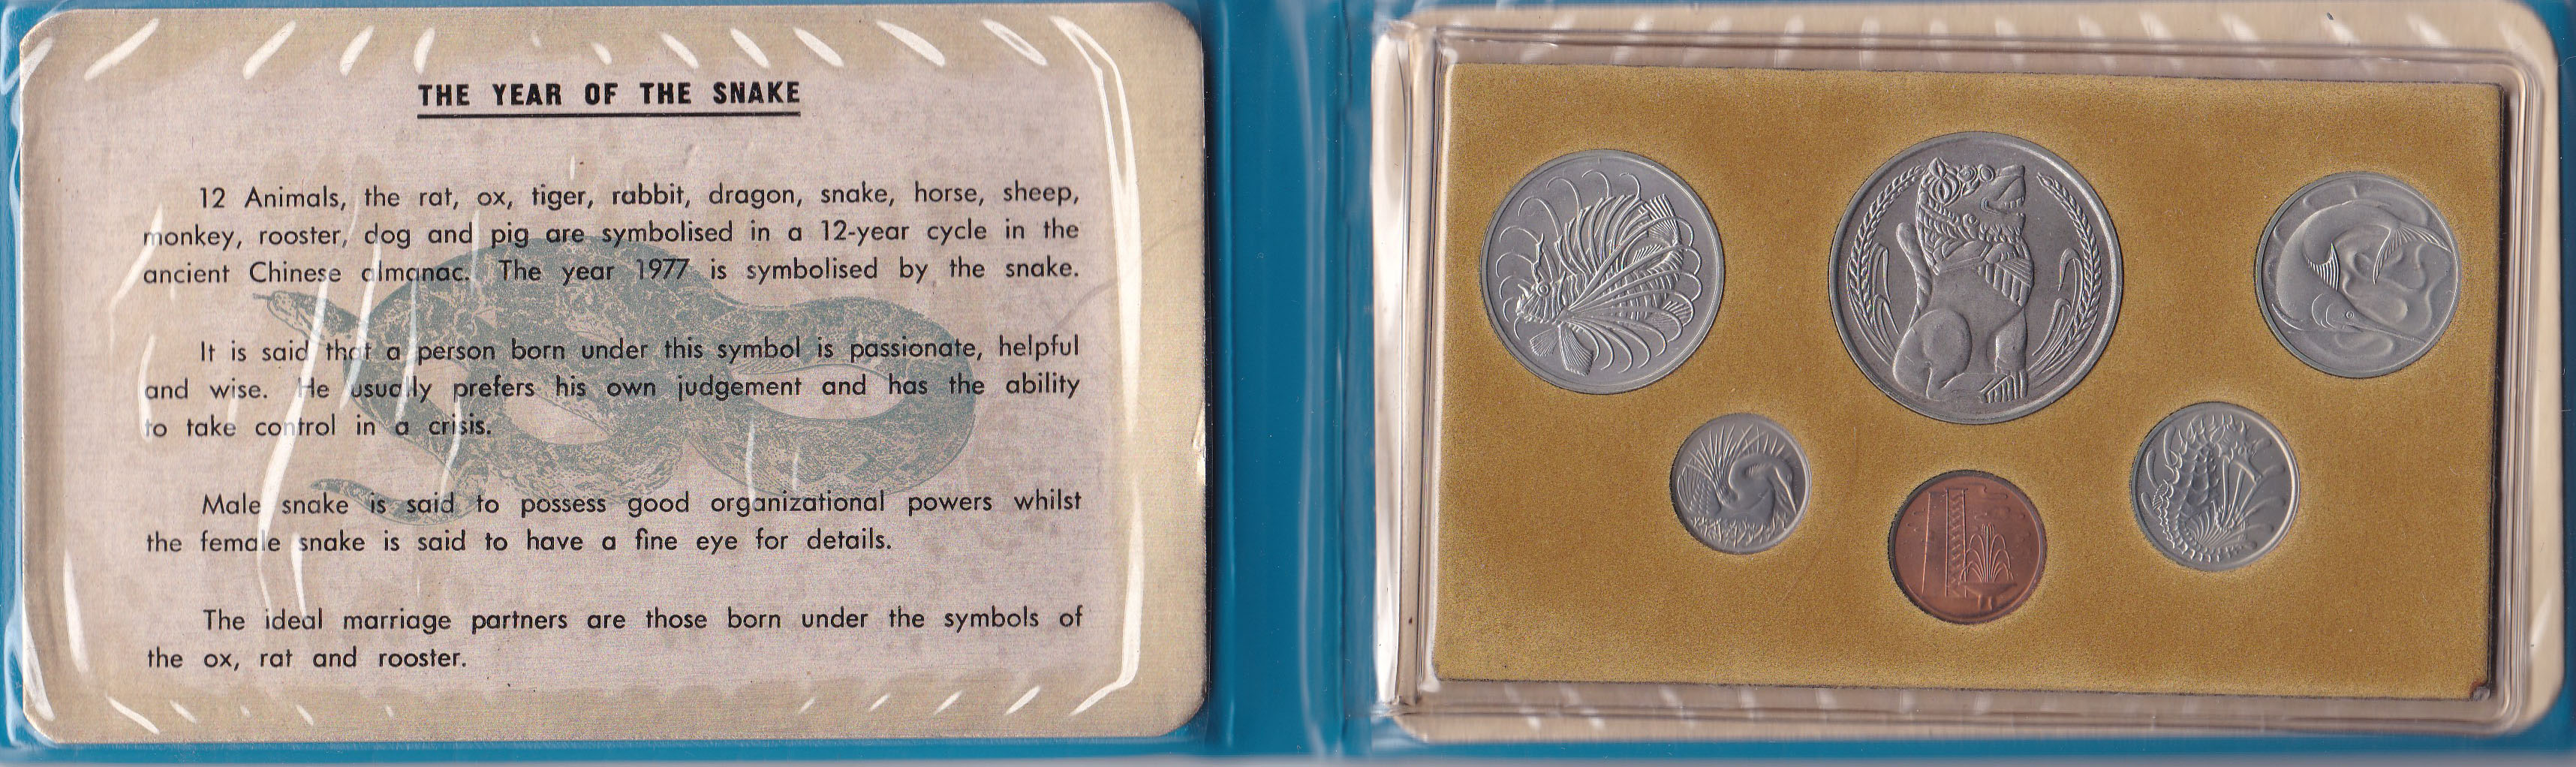 THE YEAR OF THE SNAKE
12 Animals, the rat, ox, tiger, rabbit, dragon, snake, horse, sheep,
monkey, rooster, dog and pig are symbolised in a 12-year cycle in the
ancient Chinese almanac. The year 1977 is symbolised by the snake.
It is said that a person born under this symbol is passionate, helpful
and wise. He usually prefers his own judgement and has the ability
to take control in a crisis.
Male snake is said to possess good organizational powers whilst
the female snake is said to have a fine eye for details.
The ideal marriage partners are those born under the symbols of
the ox, rat and rooster.